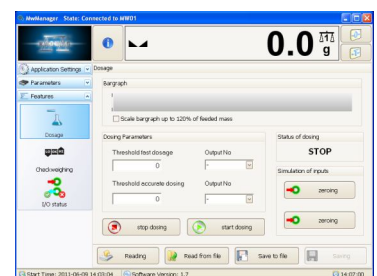 MwManager State: Connected to MW01
0.0 g
Application Settings
Dosage
Parameters
Bargraph
Features
Scale bargraph up to 120% of feeded mass
Dosage
Dosing Parameters
Status of dosing
Threshold fast dosage
Output No
STOP
0
-
Simulation of inputs
Checkweighing
Threshold accurate dosing
Output No
zeroing
0
-
I/O status
stop dosing
start dosing
zeroing
Reading
Read from file
Save to file
Saving
Start Time: 2011-06-09 14:03:04
Software Version: 1.7
14:07:00